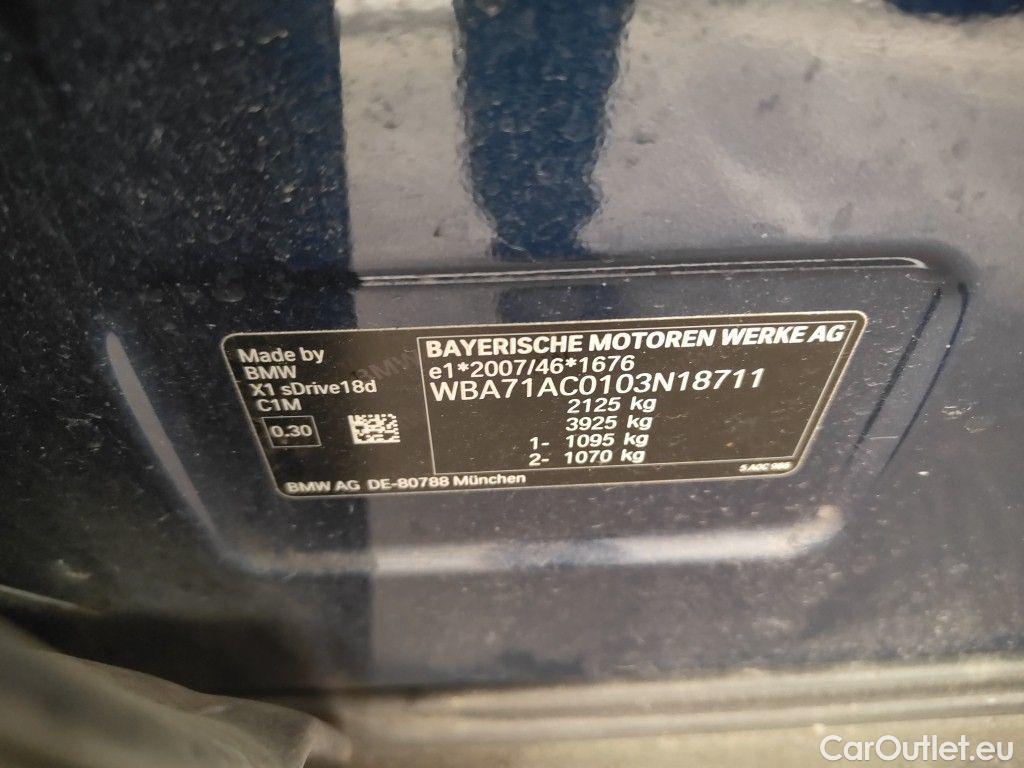 Made by
BMW
X1 sDrive18d
C1M
0.30
BAYERISCHE MOTOREN WERKE AG
e1*2007/46*1676
WBA71AC0103N18711
2125 kg
3925 kg
1- 1095 kg
2- 1070 kg
BMW AG DE-80788 München
CarOutlet.eu